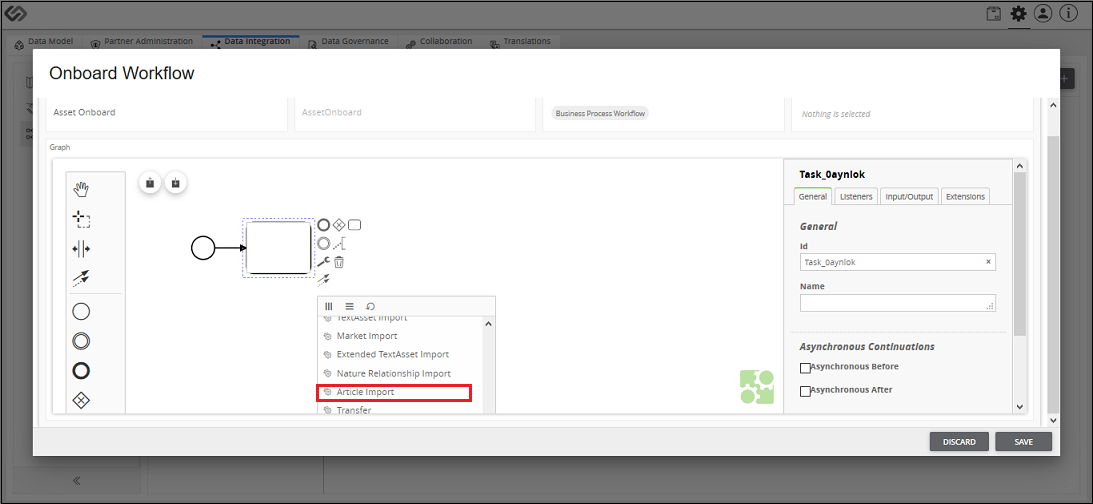 Data Model
Partner Administration
Data Integration
Data Governance
Collaboration
Translations
Onboard Workflow
Asset Onboard
AssetOnboard
Business Process Workflow
Nothing is selected
Graph
TextAsset Import
Market Import
Extended TextAsset Import
Nature Relationship Import
Article Import
Transfer
Task_0aynlok
General
Listeners
Input/Output
Extensions
General
Id
Task_0aynlok
Name
Asynchronous Continuations
Asynchronous Before
Asynchronous After
DISCARD
SAVE